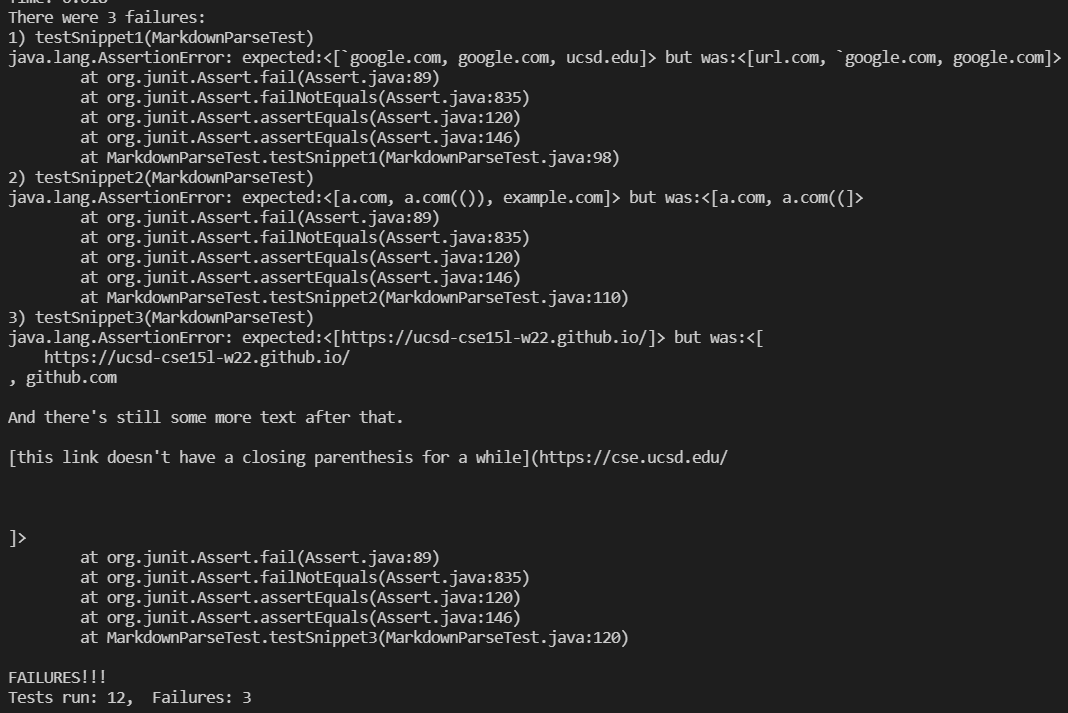 Time: 0.018
There were 3 failures:
1) testSnippet1(MarkdownParseTest)
java.lang.AssertionError: expected:<[`google.com, google.com, ucsd.edu]> but was:<[url.com, `google.com, google.com]>
        at org.junit.Assert.fail(Assert.java:89)
        at org.junit.Assert.failNotEquals(Assert.java:835)
        at org.junit.Assert.assertEquals(Assert.java:120)
        at org.junit.Assert.assertEquals(Assert.java:146)
        at MarkdownParseTest.testSnippet1(MarkdownParseTest.java:98)
2) testSnippet2(MarkdownParseTest)
java.lang.AssertionError: expected:<[a.com, a.com(()), example.com]> but was:<[a.com, a.com((]>
        at org.junit.Assert.fail(Assert.java:89)
        at org.junit.Assert.failNotEquals(Assert.java:835)
        at org.junit.Assert.assertEquals(Assert.java:120)
        at org.junit.Assert.assertEquals(Assert.java:146)
        at MarkdownParseTest.testSnippet2(MarkdownParseTest.java:110)
3) testSnippet3(MarkdownParseTest)
java.lang.AssertionError: expected:<[https://ucsd-cse15l-w22.github.io/]> but was:<[
    https://ucsd-cse15l-w22.github.io/
, github.com

And there's still some more text after that.

[this link doesn't have a closing parenthesis for a while](https://cse.ucsd.edu/



]>
        at org.junit.Assert.fail(Assert.java:89)
        at org.junit.Assert.failNotEquals(Assert.java:835)
        at org.junit.Assert.assertEquals(Assert.java:120)
        at org.junit.Assert.assertEquals(Assert.java:146)
        at MarkdownParseTest.testSnippet3(MarkdownParseTest.java:120)

FAILURES!!!
Tests run: 12,  Failures: 3